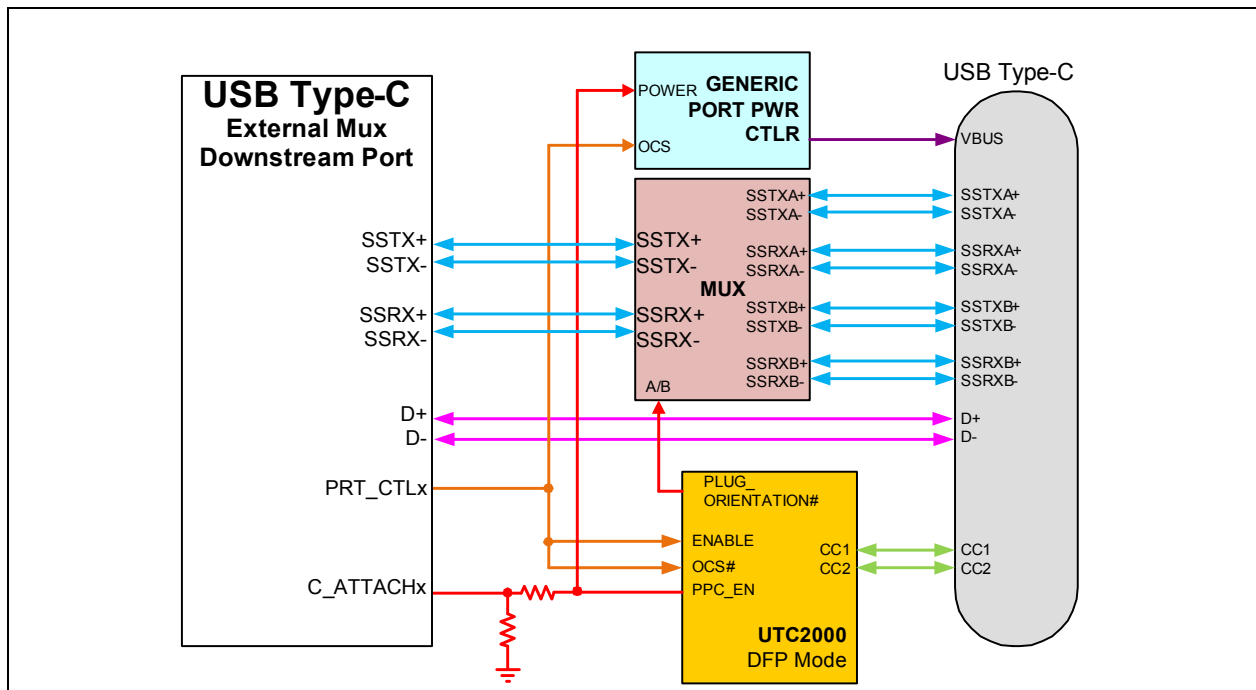 USB Type-C
External Mux
Downstream Port
SSTX+
SSTX-
SSRX+
SSRX-
D+
D-
PRT_CTLx
C_ATTACHx
POWER
OCS
GENERIC
PORT PWR
CTLR
SSTX+
SSTX-
SSRX+
SSRX-
MUX
A/B
SSTXA+
SSTXA-
SSRXA+
SSRXA-
SSTXB+
SSTXB-
SSRXB+
SSRXB-
PLUG_
ORIENTATION#
ENABLE
OCS#
PPC_EN
CC1
CC2
UTC2000
DFP Mode
USB Type-C
VBUS
SSTXA+
SSTXA-
SSRXA+
SSRXA-
SSTXB+
SSTXB-
SSRXB+
SSRXB-
D+
D-
CC1
CC2